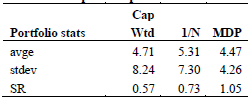 Cap
Portfolio stats Wtd 1/N MDP
avge 4.71 5.31 4.47
stdev 8.24 7.30 4.26
SR 0.57 0.73 1.05